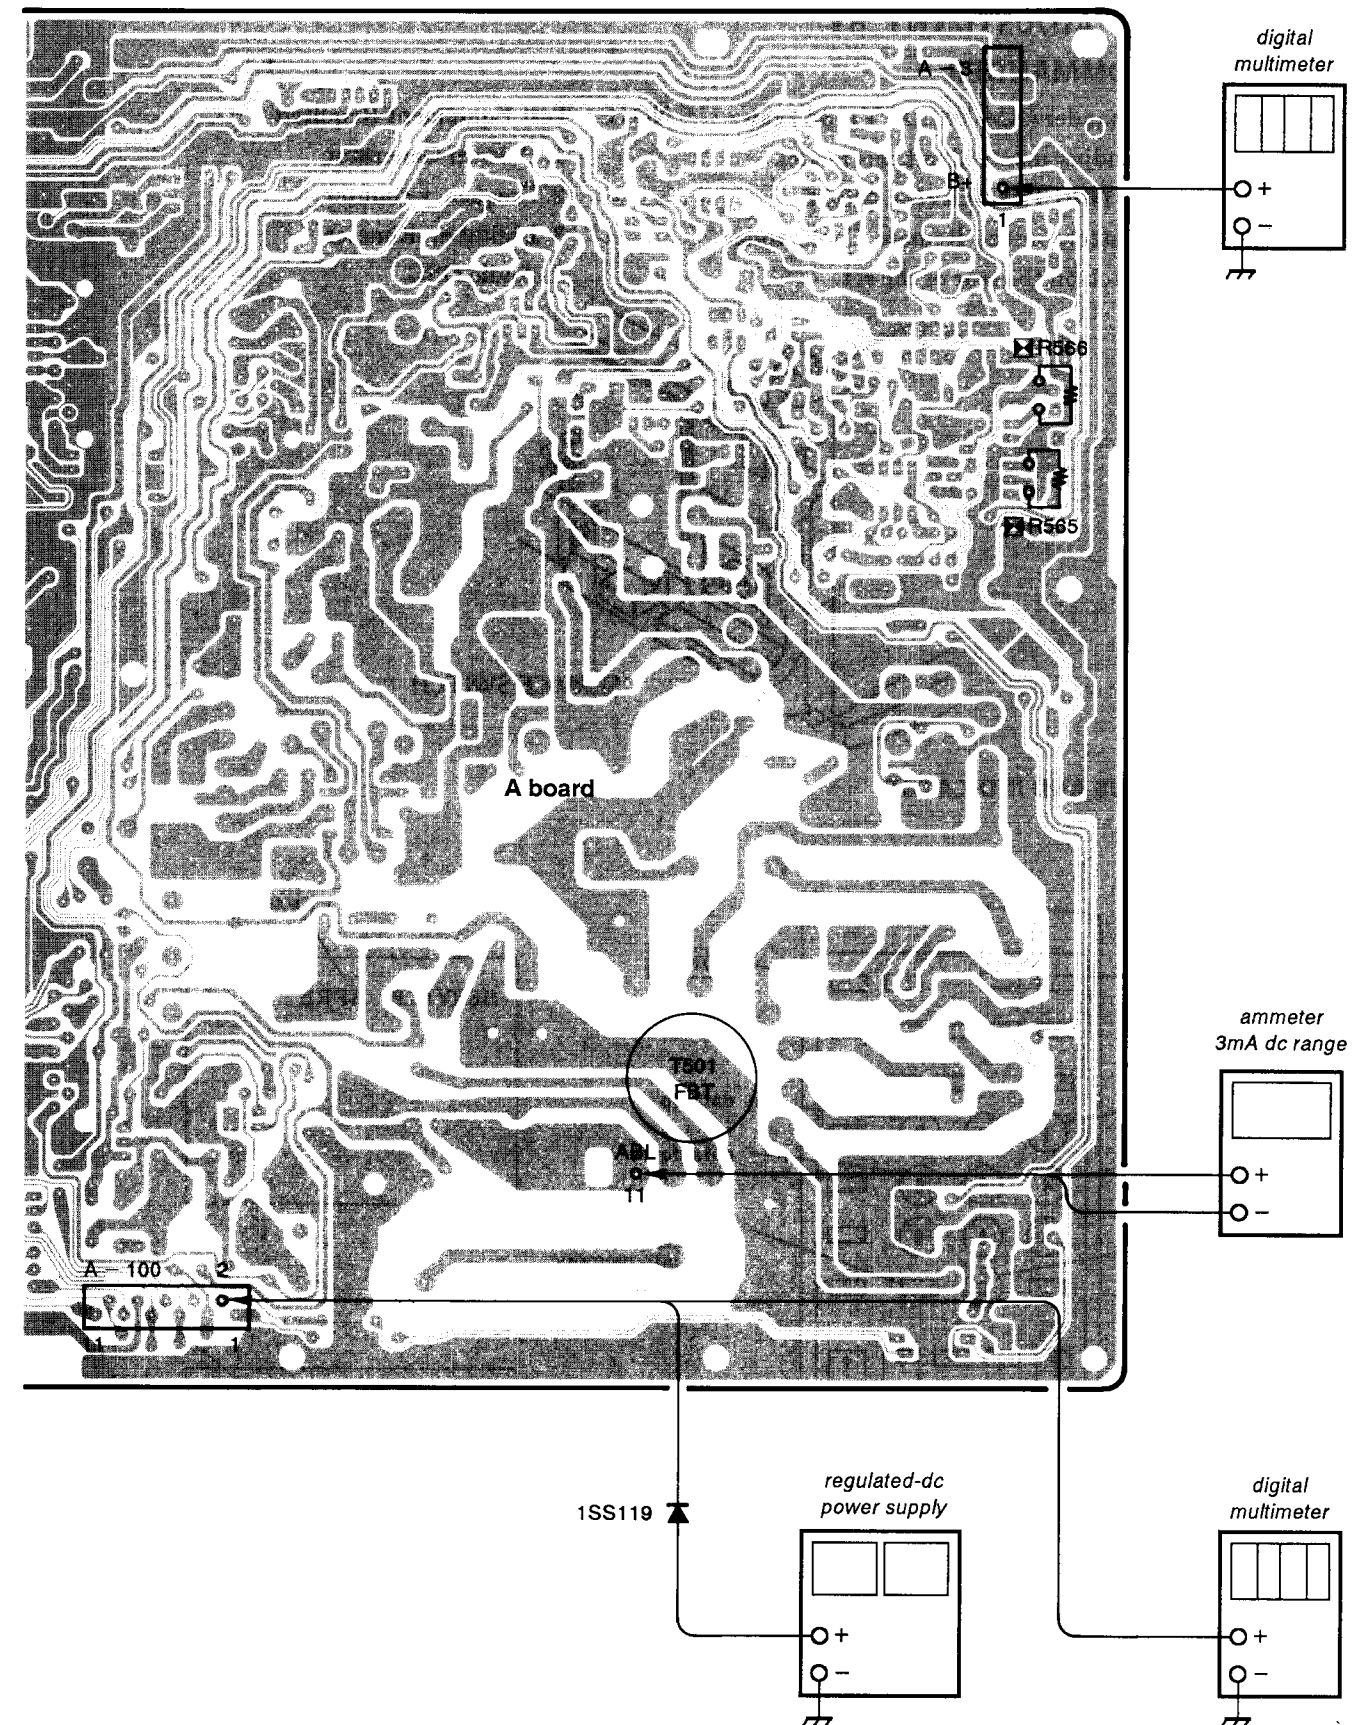 digital
multimeter
A – 3
B+
+
–
1
R566
R565
A board
ammeter
3mA dc range
T501
FBT
ABL
11
+
–
A – 100
2
11
1
regulated-dc
power supply
digital
multimeter
1SS119
+
–
+
–